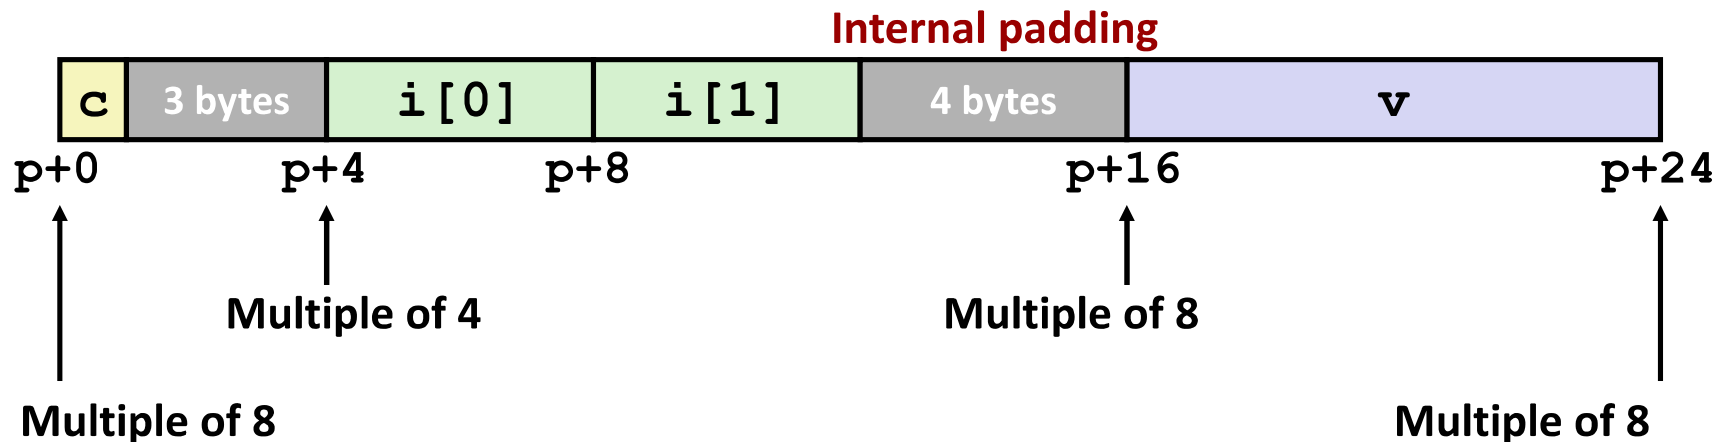 Internal padding
c 3 bytes i[0] i[1] 4 bytes v
p+0 p+4 p+8 p+16 p+24
Multiple of 4 Multiple of 8
Multiple of 8 Multiple of 8